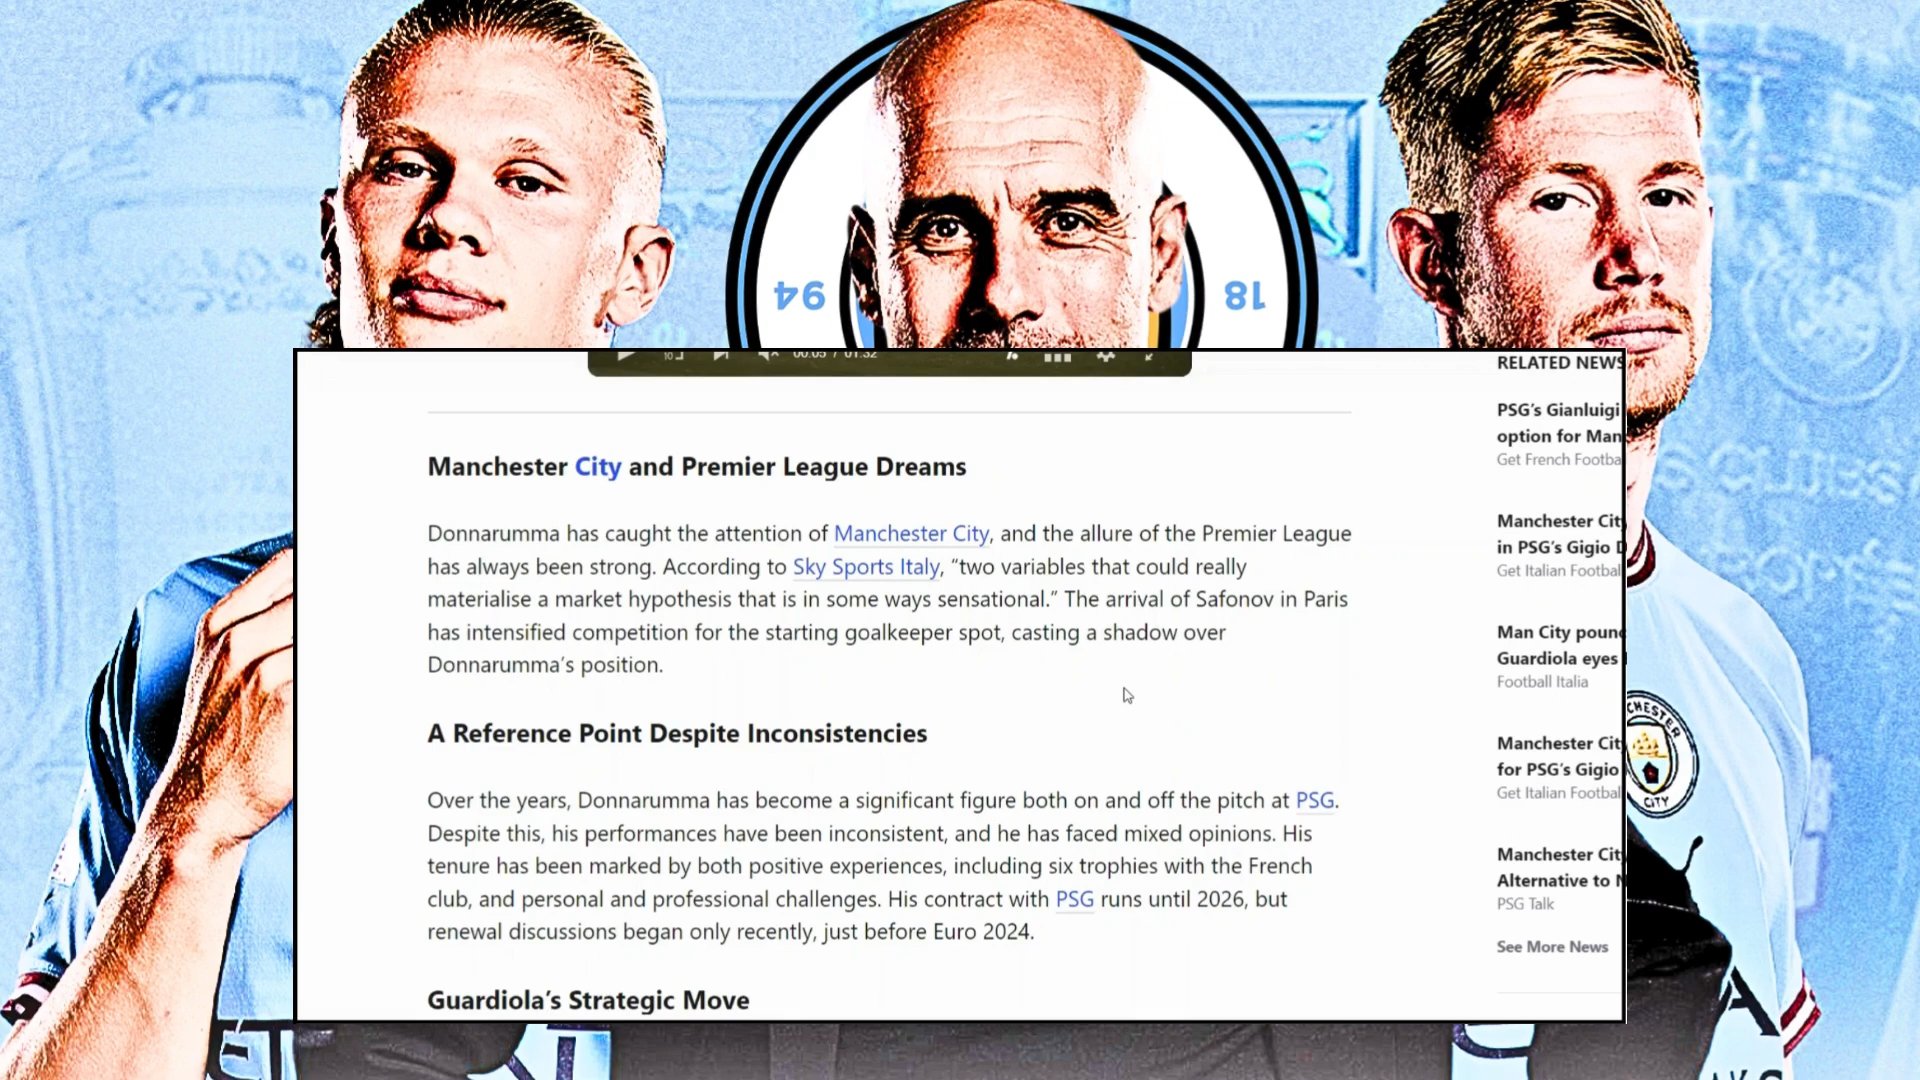 94
18
00:05 / 01:32
Manchester City and Premier League Dreams
Donnarumma has caught the attention of Manchester City, and the allure of the Premier League
has always been strong. According to Sky Sports Italy, “two variables that could really
materialise a market hypothesis that is in some ways sensational.” The arrival of Safonov in Paris
has intensified competition for the starting goalkeeper spot, casting a shadow over
Donnarumma’s position.
A Reference Point Despite Inconsistencies
Over the years, Donnarumma has become a significant figure both on and off the pitch at PSG.
Despite this, his performances have been inconsistent, and he has faced mixed opinions. His
tenure has been marked by both positive experiences, including six trophies with the French
club, and personal and professional challenges. His contract with PSG runs until 2026, but
renewal discussions began only recently, just before Euro 2024.
Guardiola’s Strategic Move
RELATED NEWS
PSG’s Gianluigi
option for Man
Get French Footba
Manchester Cit
in PSG’s Gigio D
Get Italian Football
Man City pounc
Guardiola eyes
Football Italia
Manchester Cit
for PSG’s Gigio
Get Italian Football
Manchester Cit
Alternative to N
PSG Talk
See More News
CHESTER
CITY